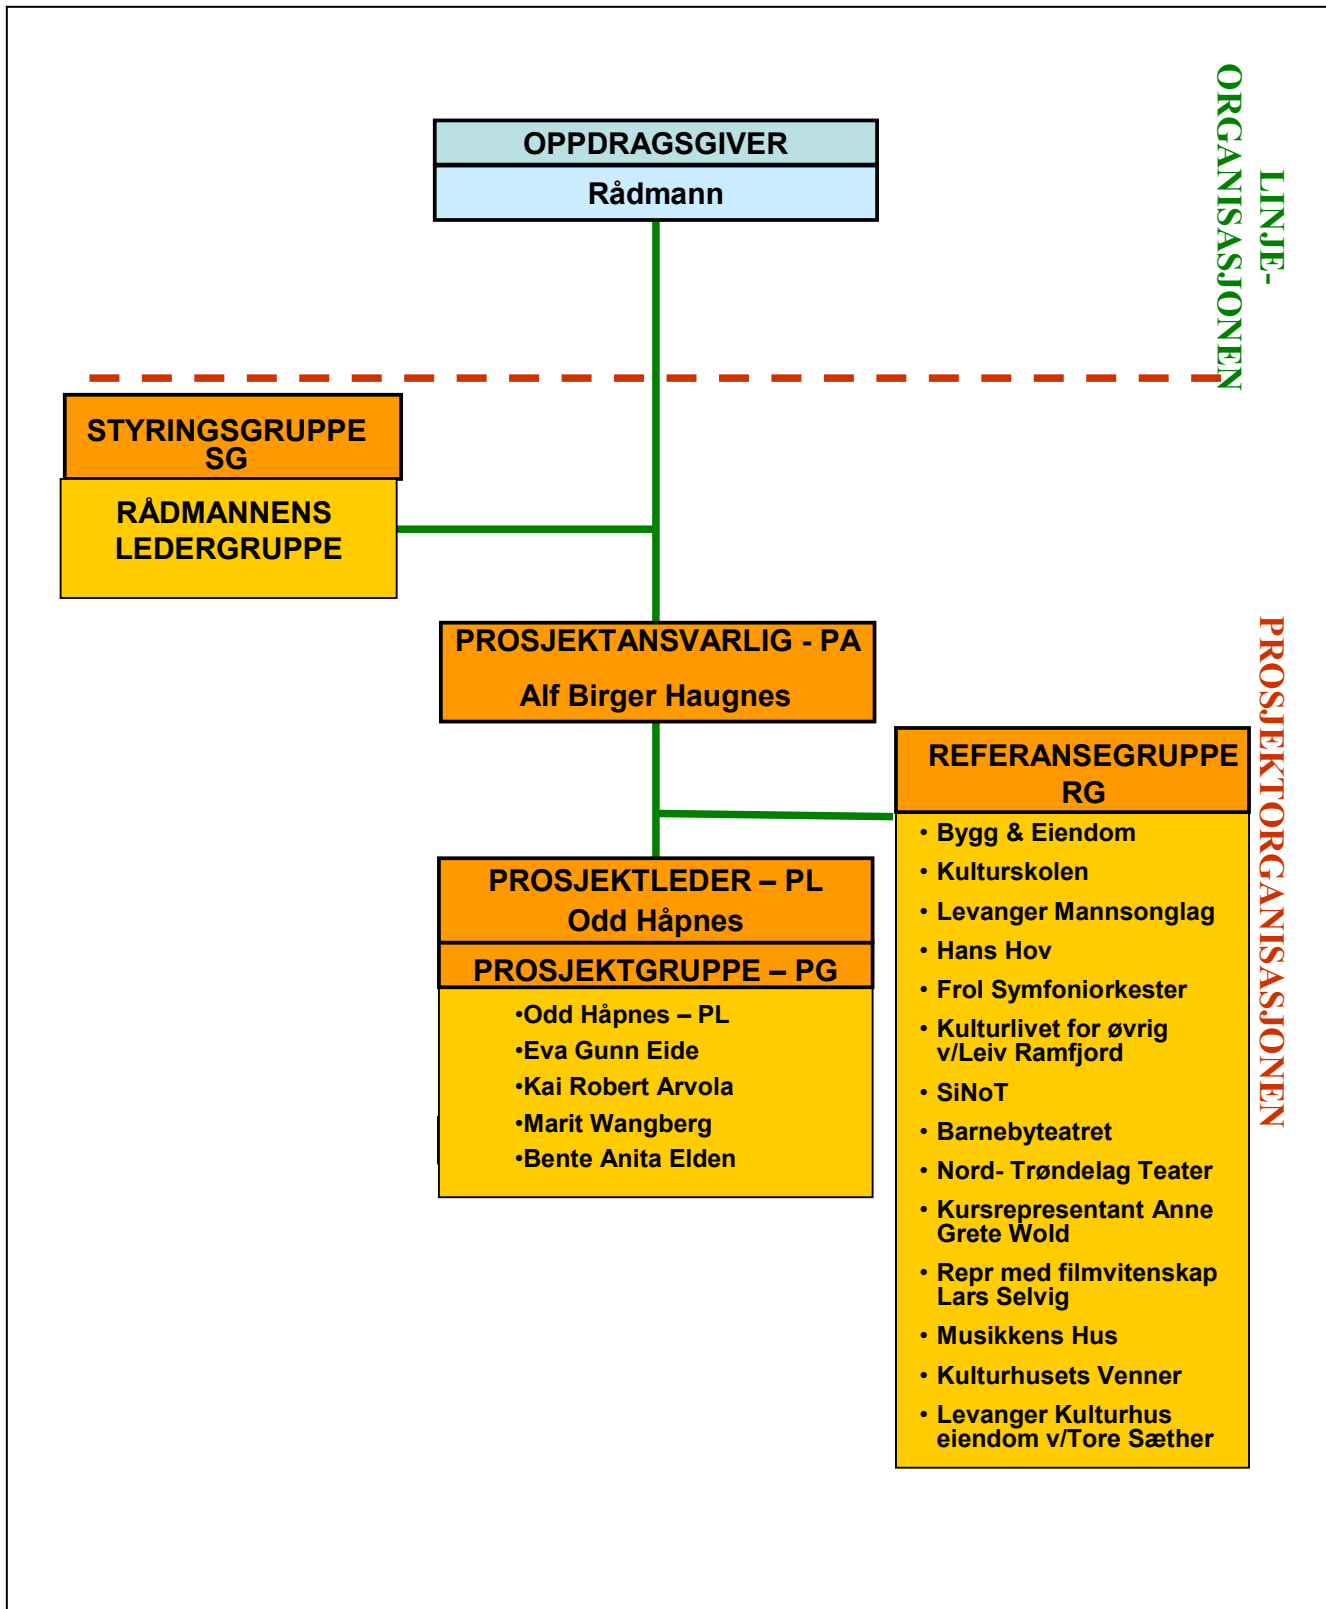 LINJE-
ORGANISASJONEN
OPPDRAGSGIVER
Rådmann
STYRINGSGRUPPE
SG
RÅDMANNENS
LEDERGRUPPE
PROSJEKTANSVARLIG - PA
Alf Birger Haugnes
PROSJEKTORGANISASJONEN
REFERANSEGRUPPE
RG
• Bygg & Eiendom
• Kulturskolen
• Levanger Mannsonglag
• Hans Hov
• Frol Symfoniorkester
• Kulturlivet for øvrig
v/Leiv Ramfjord
• SiNoT
• Barnebyteatret
• Nord- Trøndelag Teater
• Kursrepresentant Anne
Grete Wold
• Repr med filmvitenskap
Lars Selvig
• Musikkens Hus
• Kulturhusets Venner
• Levanger Kulturhus
eiendom v/Tore Sæther
PROSJEKTLEDER – PL
Odd Håpnes
PROSJEKTGRUPPE – PG
•Odd Håpnes – PL
•Eva Gunn Eide
•Kai Robert Arvola
•Marit Wangberg
•Bente Anita Elden